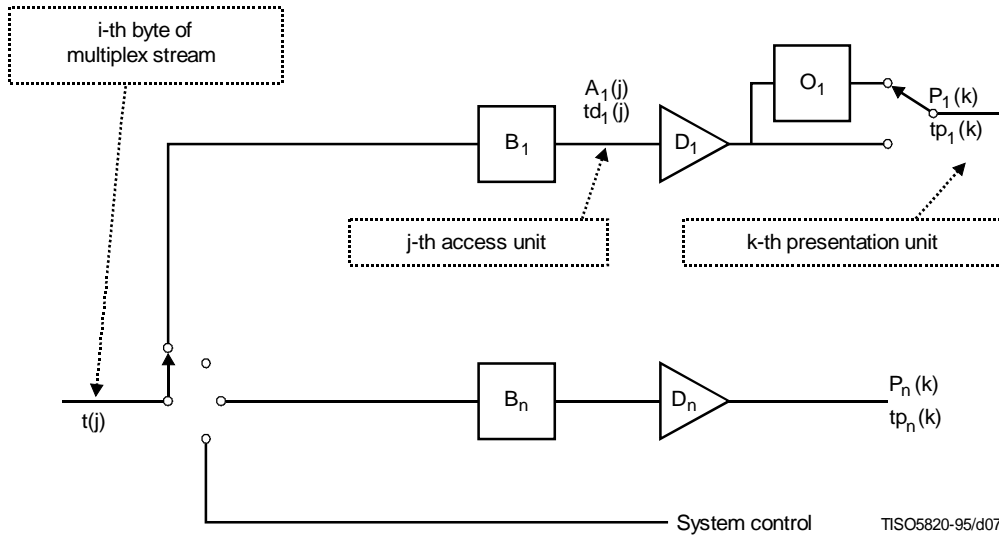 i-th byte of
multiplex stream
A₁(j)
td₁(j)
O₁
P₁(k)
tp₁(k)
B₁
D₁
j-th access unit
k-th presentation unit
t(j)
Bₙ
Dₙ
Pₙ(k)
tpₙ(k)
System control
TISO5820-95/d07